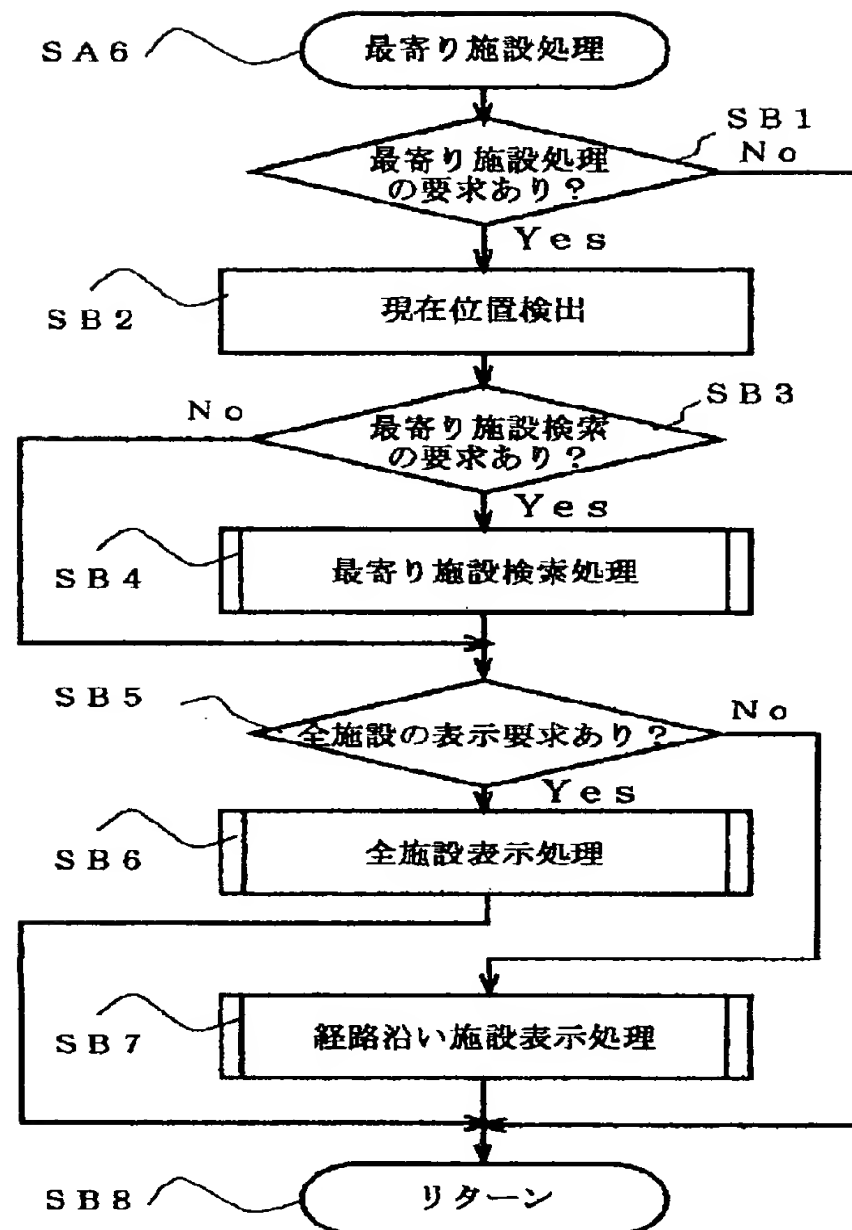 SA6
最寄り施設処理
SB1
最寄り施設処理
の要求あり?
No
Yes
SB2
現在位置検出
SB3
No
最寄り施設検索
の要求あり?
Yes
SB4
最寄り施設検索処理
SB5
全施設の表示要求あり?
No
Yes
SB6
全施設表示処理
SB7
経路沿い施設表示処理
SB8
リターン